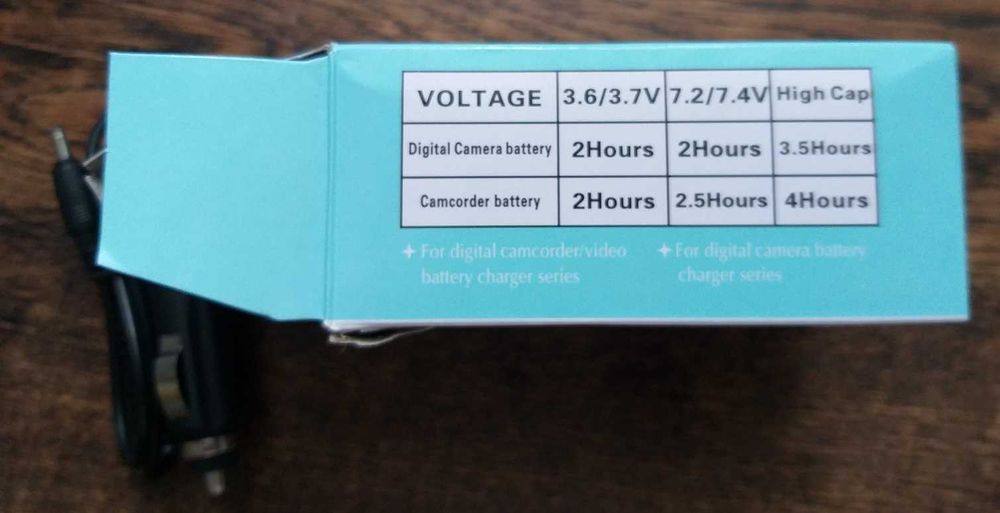 VOLTAGE 3.6/3.7V 7.2/7.4V High Cap
Digital Camera battery 2Hours 2Hours 3.5Hours
Camcorder battery 2Hours 2.5Hours 4Hours
For digital camcorder/video
battery charger series
For digital camera battery
charger series